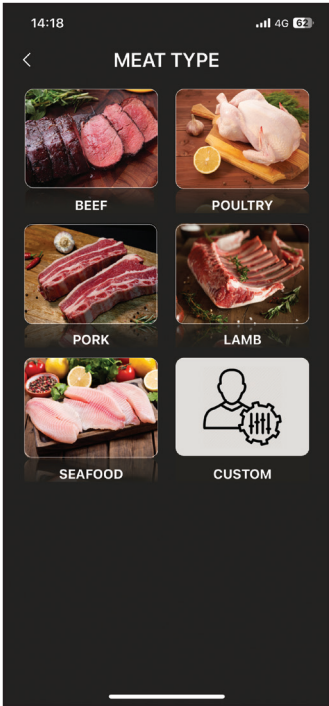 14:18 4G 62
MEAT TYPE
BEEF POULTRY
PORK LAMB
SEAFOOD CUSTOM